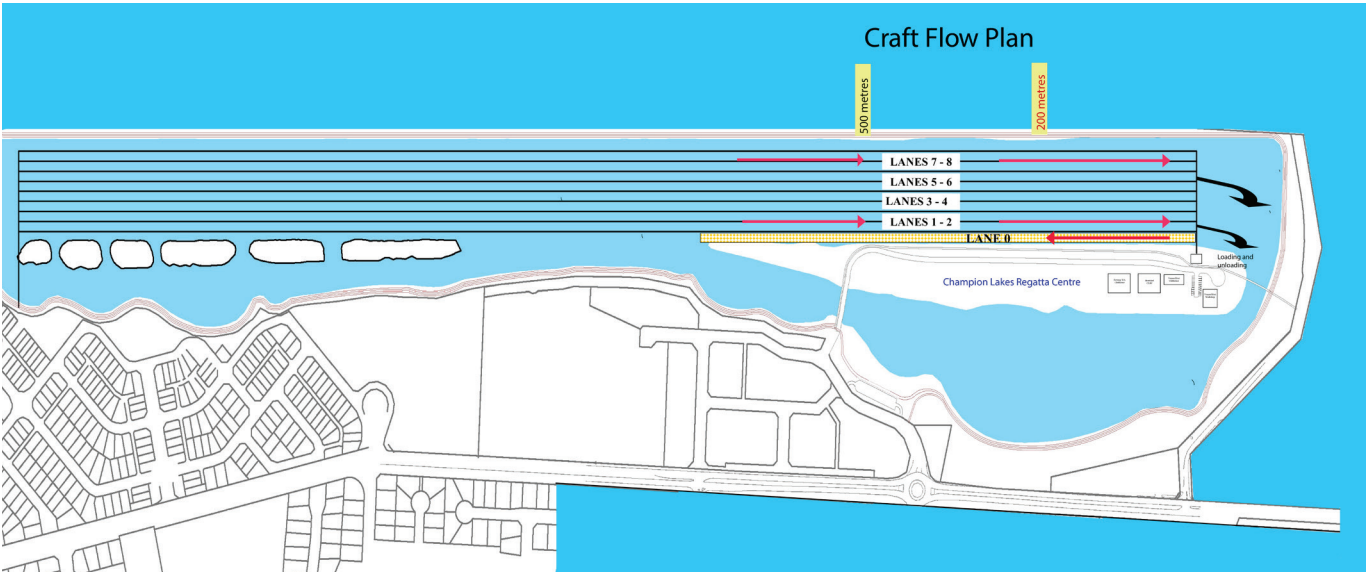 Craft Flow Plan
500 metres
200 metres
LANES 7 - 8
LANES 5 - 6
LANES 3 - 4
LANES 1 - 2
LANE 0
Loading and
unloading
Champion Lakes Regatta Centre